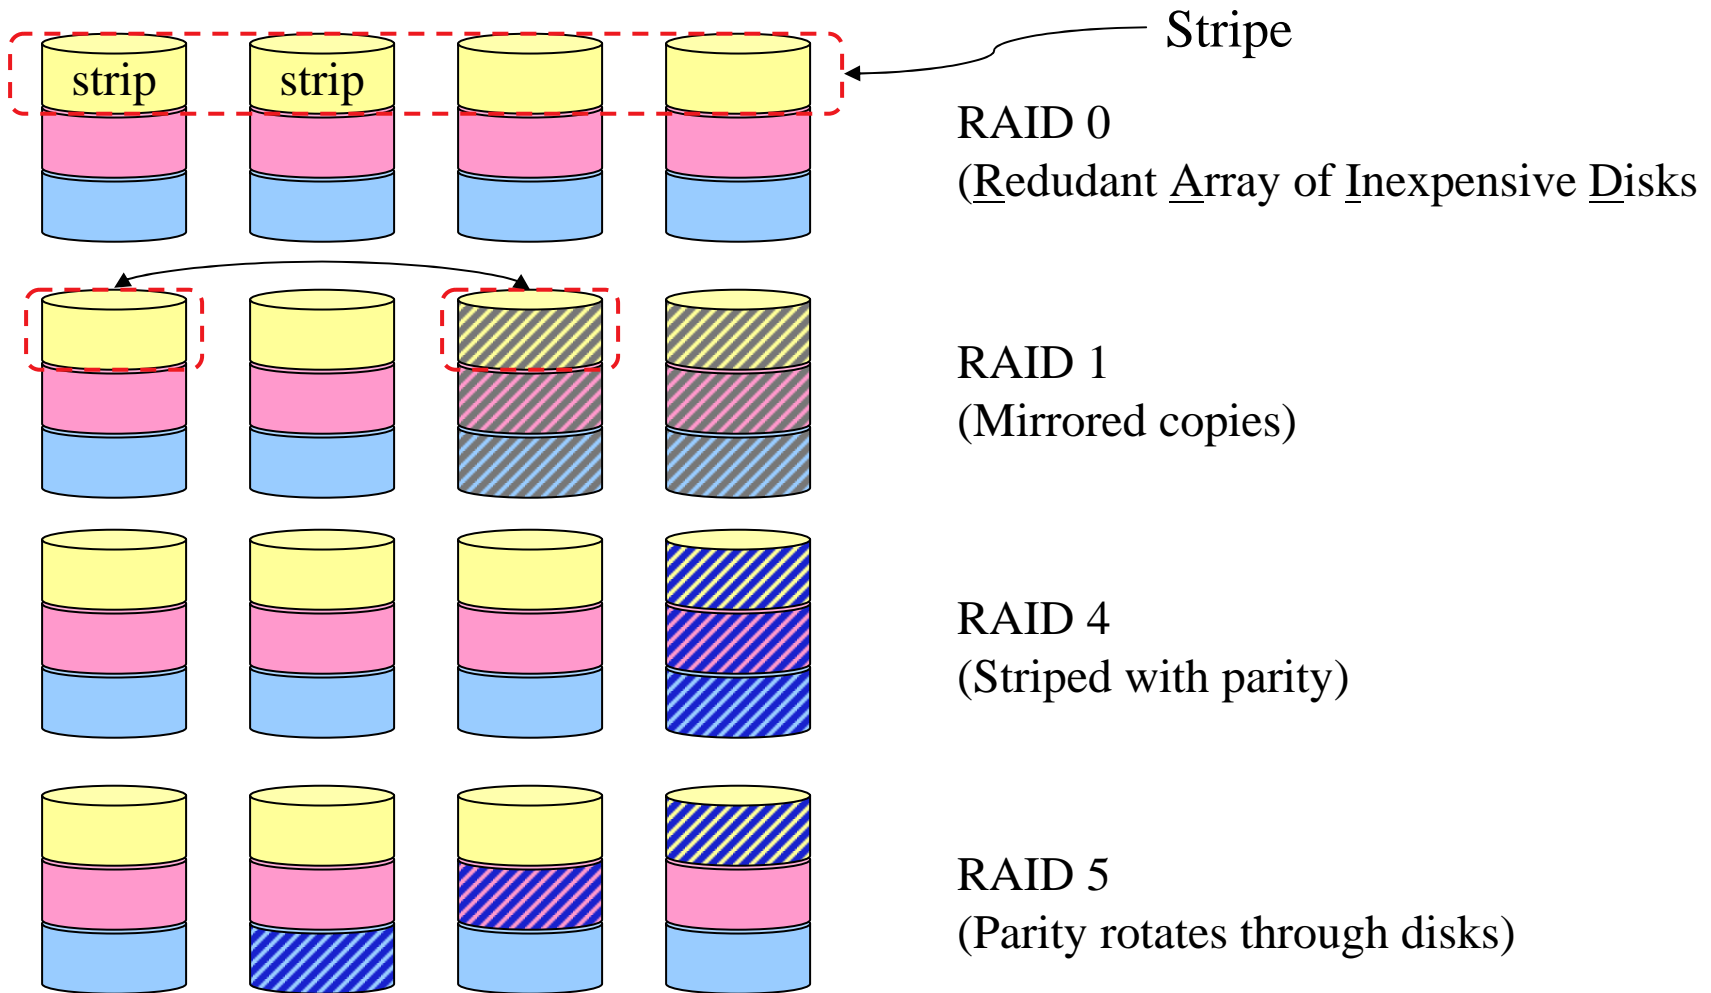 Stripe
strip strip
RAID 0
(Redudant Array of Inexpensive Disks
RAID 1
(Mirrored copies)
RAID 4
(Striped with parity)
RAID 5
(Parity rotates through disks)